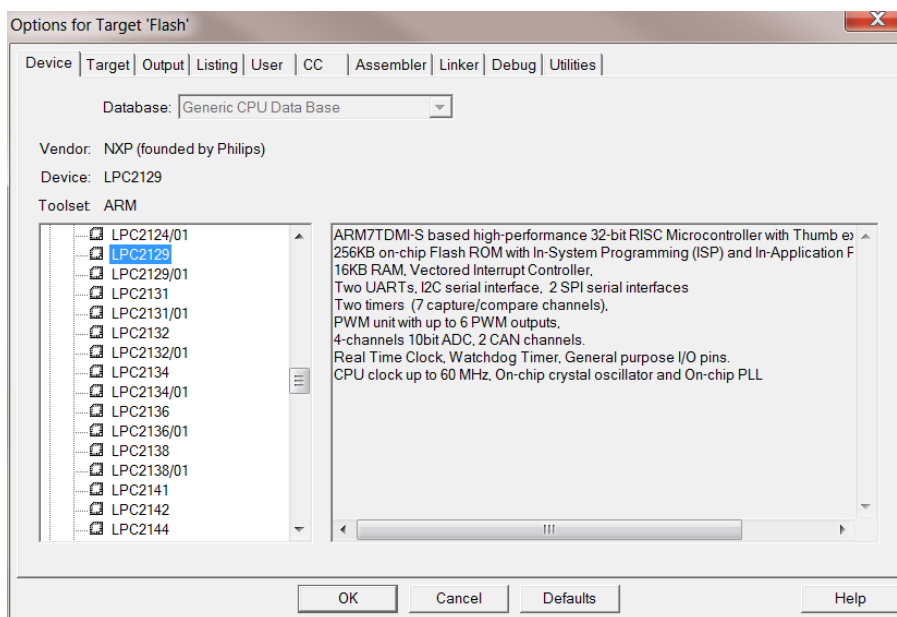 Options for Target 'Flash'
Device Target Output Listing User CC Assembler Linker Debug Utilities
Database: Generic CPU Data Base
Vendor: NXP (founded by Philips)
Device: LPC2129
Toolset ARM
LPC2124/01
LPC2129
LPC2129/01
LPC2131
LPC2131/01
LPC2132
LPC2132/01
LPC2134
LPC2134/01
LPC2136
LPC2136/01
LPC2138
LPC2138/01
LPC2141
LPC2142
LPC2144
ARM7TDMI-S based high-performance 32-bit RISC Microcontroller with Thumb ex
256KB on-chip Flash ROM with In-System Programming (ISP) and In-Application F
16KB RAM, Vectored Interrupt Controller,
Two UARTs, I2C serial interface, 2 SPI serial interfaces
Two timers (7 capture/compare channels),
PWM unit with up to 6 PWM outputs,
4-channels 10bit ADC, 2 CAN channels.
Real Time Clock, Watchdog Timer, General purpose I/O pins.
CPU clock up to 60 MHz, On-chip crystal oscillator and On-chip PLL
OK Cancel Defaults Help